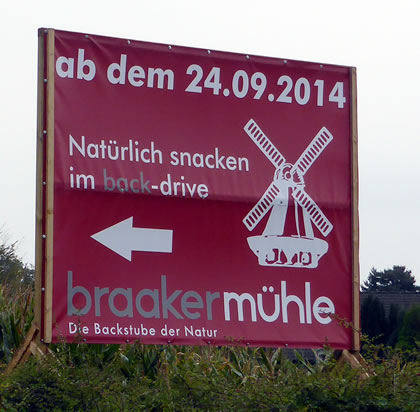 ab dem 24.09.2014
Natürlich snacken
im back-drive
braakermühle
Die Backstube der Natur